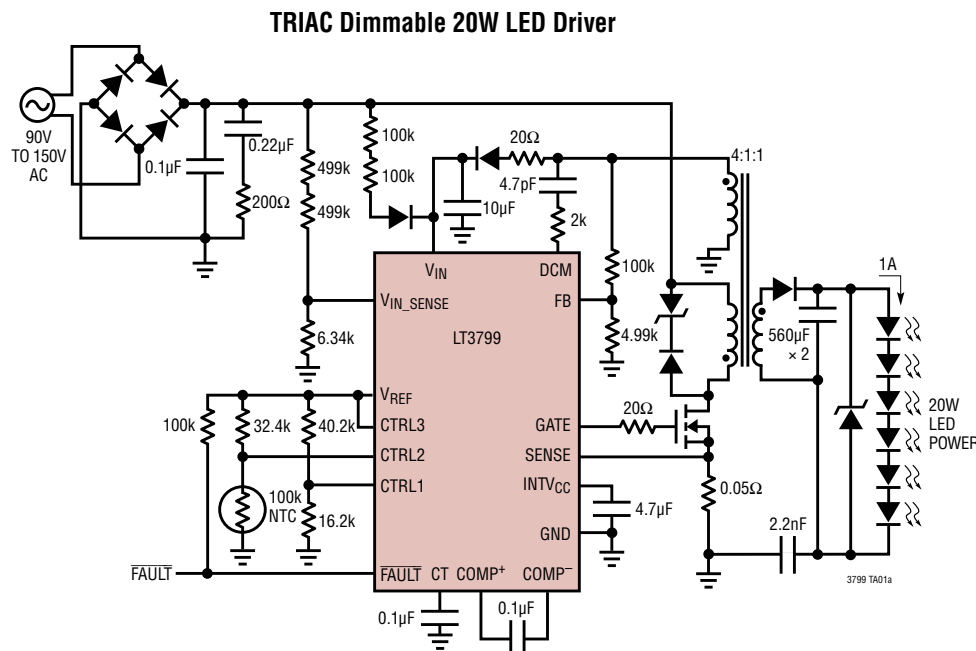 TRIAC Dimmable 20W LED Driver
90V
TO 150V
AC
0.1µF
0.22µF
200Ω
499k
499k
100k
100k
20Ω
4.7pF
10µF
2k
4:1:1
VIN
DCM
100k
VIN_SENSE
FB
LT3799
6.34k
4.99k
1A
560µF
× 2
VREF
100k
32.4k
40.2k
CTRL3
20Ω
GATE
20W
LED
POWER
CTRL2
SENSE
CTRL1
INTVCC
0.05Ω
100k
NTC
16.2k
4.7µF
GND
2.2nF
FAULT
FAULT
CT
COMP+
COMP–
3799 TA01a
0.1µF
0.1µF